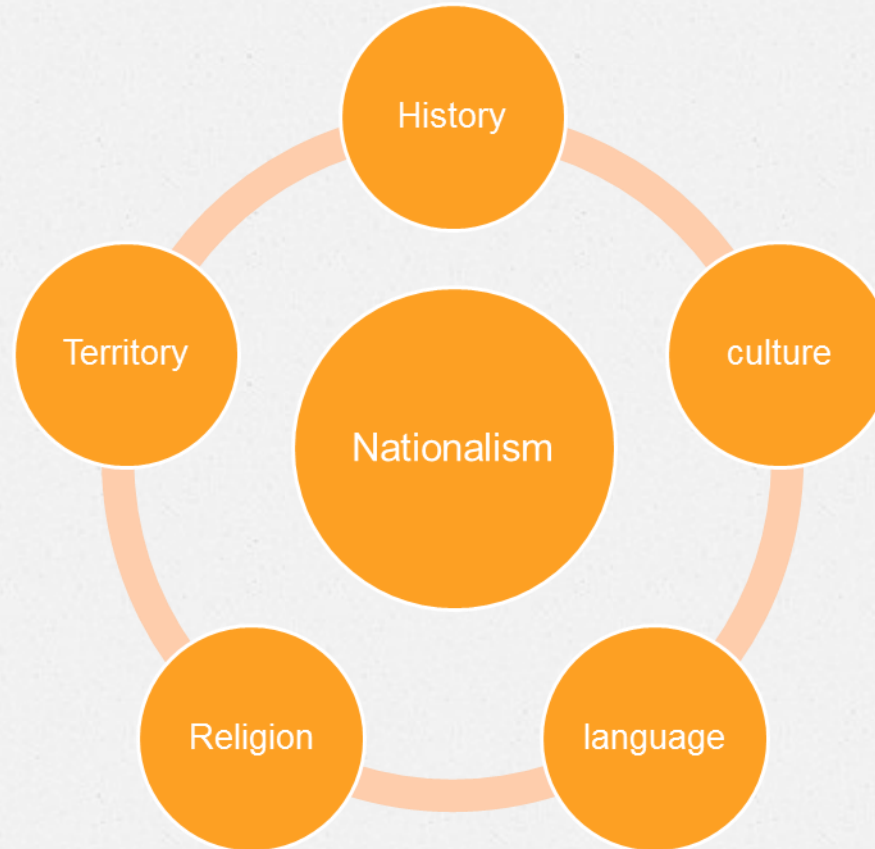 History
Territory
culture
Nationalism
Religion
language